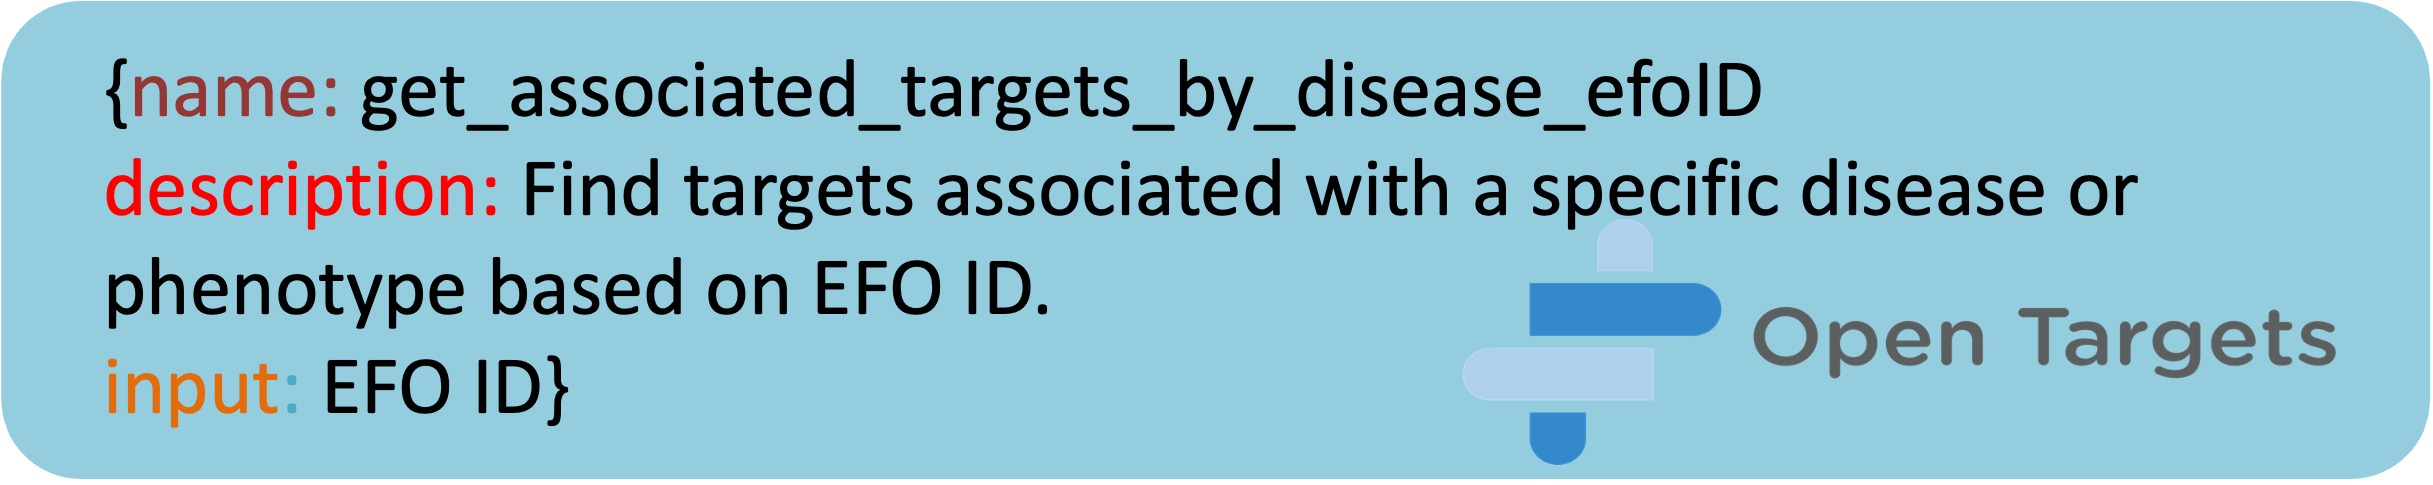 {name: get_associated_targets_by_disease_efoID
description: Find targets associated with a specific disease or
phenotype based on EFO ID.
input: EFO ID}
Open Targets